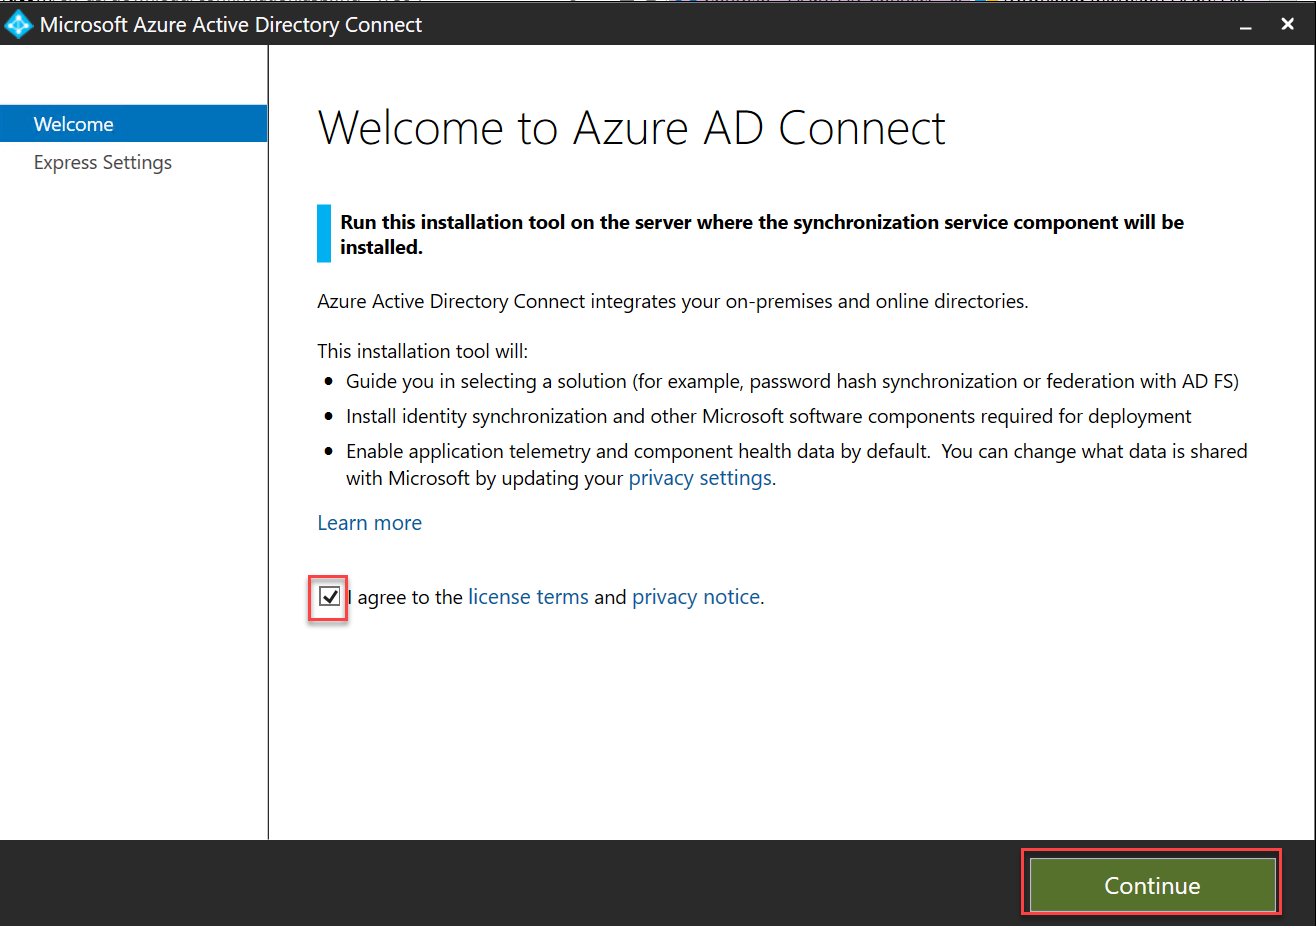 Microsoft Azure Active Directory Connect
Welcome
Express Settings
Welcome to Azure AD Connect
Run this installation tool on the server where the synchronization service component will be
installed.
Azure Active Directory Connect integrates your on-premises and online directories.
This installation tool will:
• Guide you in selecting a solution (for example, password hash synchronization or federation with AD FS)
• Install identity synchronization and other Microsoft software components required for deployment
• Enable application telemetry and component health data by default.  You can change what data is shared
with Microsoft by updating your privacy settings.
Learn more
I agree to the license terms and privacy notice.
Continue